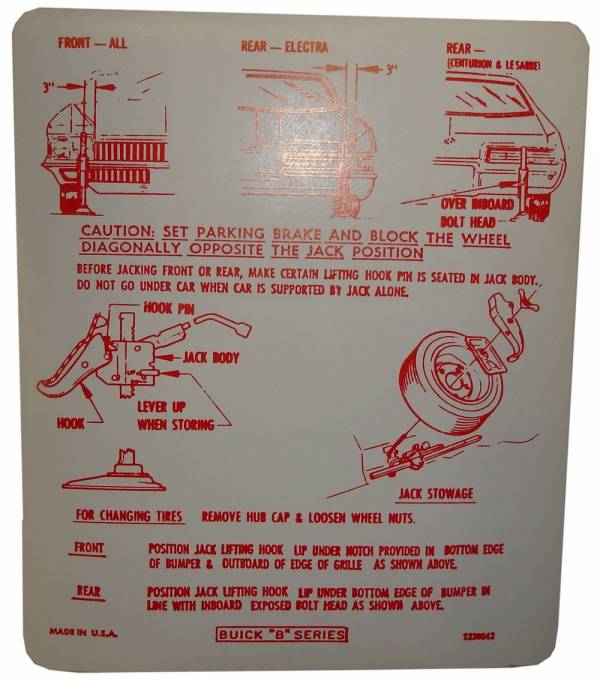 FRONT — ALL
REAR — ELECTRA
REAR —
(CENTURION & LE SABRE)
3"
3"
OVER INBOARD
BOLT HEAD
CAUTION: SET PARKING BRAKE AND BLOCK THE WHEEL
DIAGONALLY OPPOSITE THE JACK POSITION
BEFORE JACKING FRONT OR REAR, MAKE CERTAIN LIFTING HOOK PIN IS SEATED IN JACK BODY.
DO NOT GO UNDER CAR WHEN CAR IS SUPPORTED BY JACK ALONE.
HOOK PIN
JACK BODY
LEVER UP
WHEN STORING
HOOK
JACK STOWAGE
FOR CHANGING TIRES REMOVE HUB CAP & LOOSEN WHEEL NUTS.
FRONT POSITION JACK LIFTING HOOK LIP UNDER NOTCH PROVIDED IN BOTTOM EDGE
OF BUMPER & OUTBOARD OF EDGE OF GRILLE AS SHOWN ABOVE.
REAR POSITION JACK LIFTING HOOK LIP UNDER BOTTOM EDGE OF BUMPER IN
LINE WITH INBOARD EXPOSED BOLT HEAD AS SHOWN ABOVE.
MADE IN U.S.A.
BUICK "B" SERIES